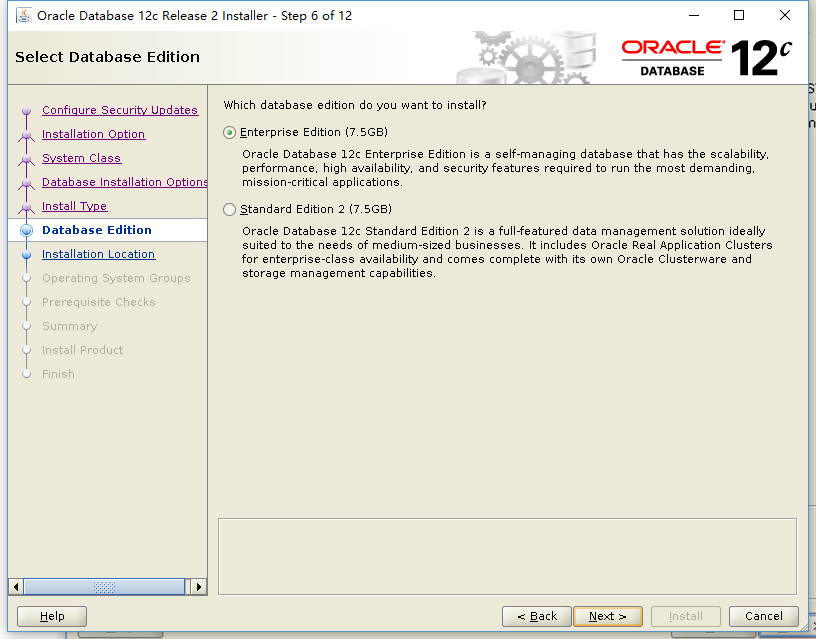 Oracle Database 12c Release 2 Installer - Step 6 of 12
Select Database Edition
ORACLE
DATABASE
12c
Configure Security Updates
Installation Option
System Class
Database Installation Options
Install Type
Database Edition
Installation Location
Operating System Groups
Prerequisite Checks
Summary
Install Product
Finish
Which database edition do you want to install?
Enterprise Edition (7.5GB)
Oracle Database 12c Enterprise Edition is a self-managing database that has the scalability,
performance, high availability, and security features required to run the most demanding,
mission-critical applications.
Standard Edition 2 (7.5GB)
Oracle Database 12c Standard Edition 2 is a full-featured data management solution ideally
suited to the needs of medium-sized businesses. It includes Oracle Real Application Clusters
for enterprise-class availability and comes complete with its own Oracle Clusterware and
storage management capabilities.
Help
< Back
Next >
Install
Cancel